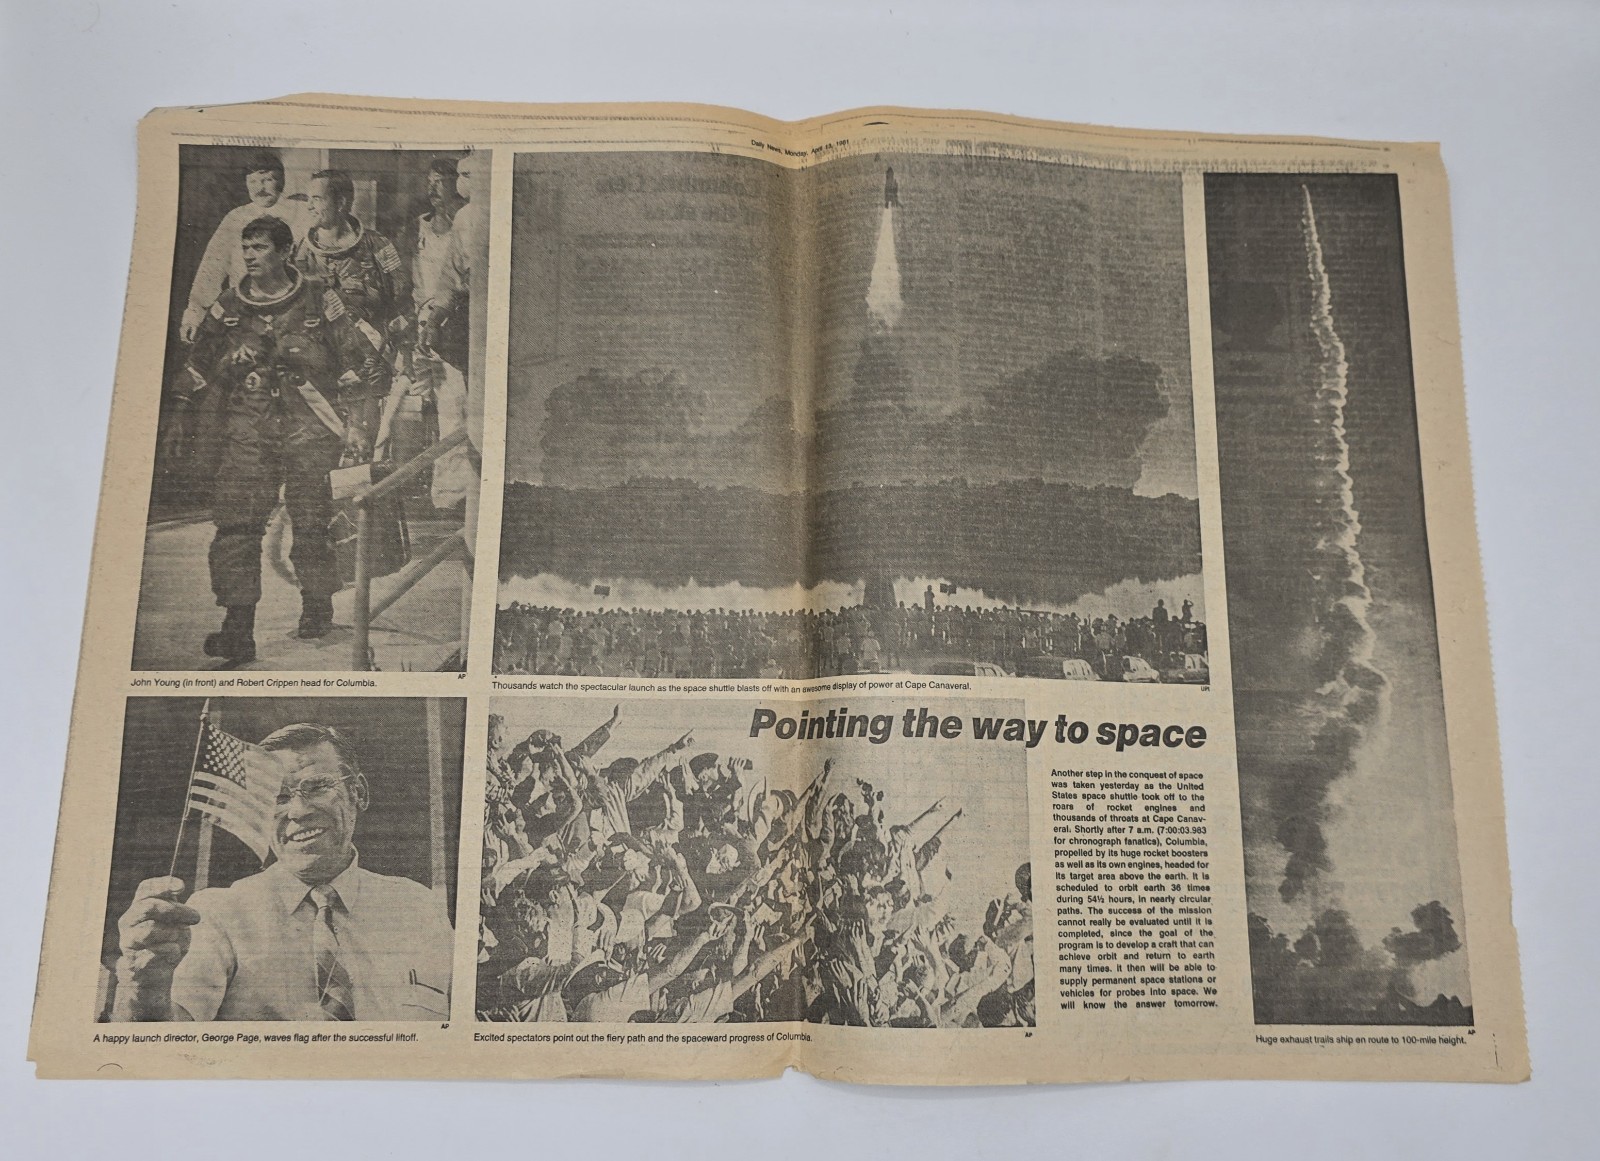 Daily News, Monday, April 13, 1981
AP
John Young (in front) and Robert Crippen head for Columbia.
Thousands watch the spectacular launch as the space shuttle blasts off with an awesome display of power at Cape Canaveral.
UPI
Pointing the way to space
Another step in the conquest of space
was taken yesterday as the United
States space shuttle took off to the
roars of rocket engines and
thousands of throats at Cape Canav-
eral. Shortly after 7 a.m. (7:00:03.983
for chronograph fanatics), Columbia,
propelled by its huge rocket boosters
as well as its own engines, headed for
its target area above the earth. It is
scheduled to orbit earth 36 times
during 54½ hours, in nearly circular
paths. The success of the mission
cannot really be evaluated until it is
completed, since the goal of the
program is to develop a craft that can
achieve orbit and return to earth
many times. It then will be able to
supply permanent space stations or
vehicles for probes into space. We
will know the answer tomorrow.
AP
A happy launch director, George Page, waves flag after the successful liftoff.
AP
Excited spectators point out the fiery path and the spaceward progress of Columbia.
AP
Huge exhaust trails ship en route to 100-mile height.